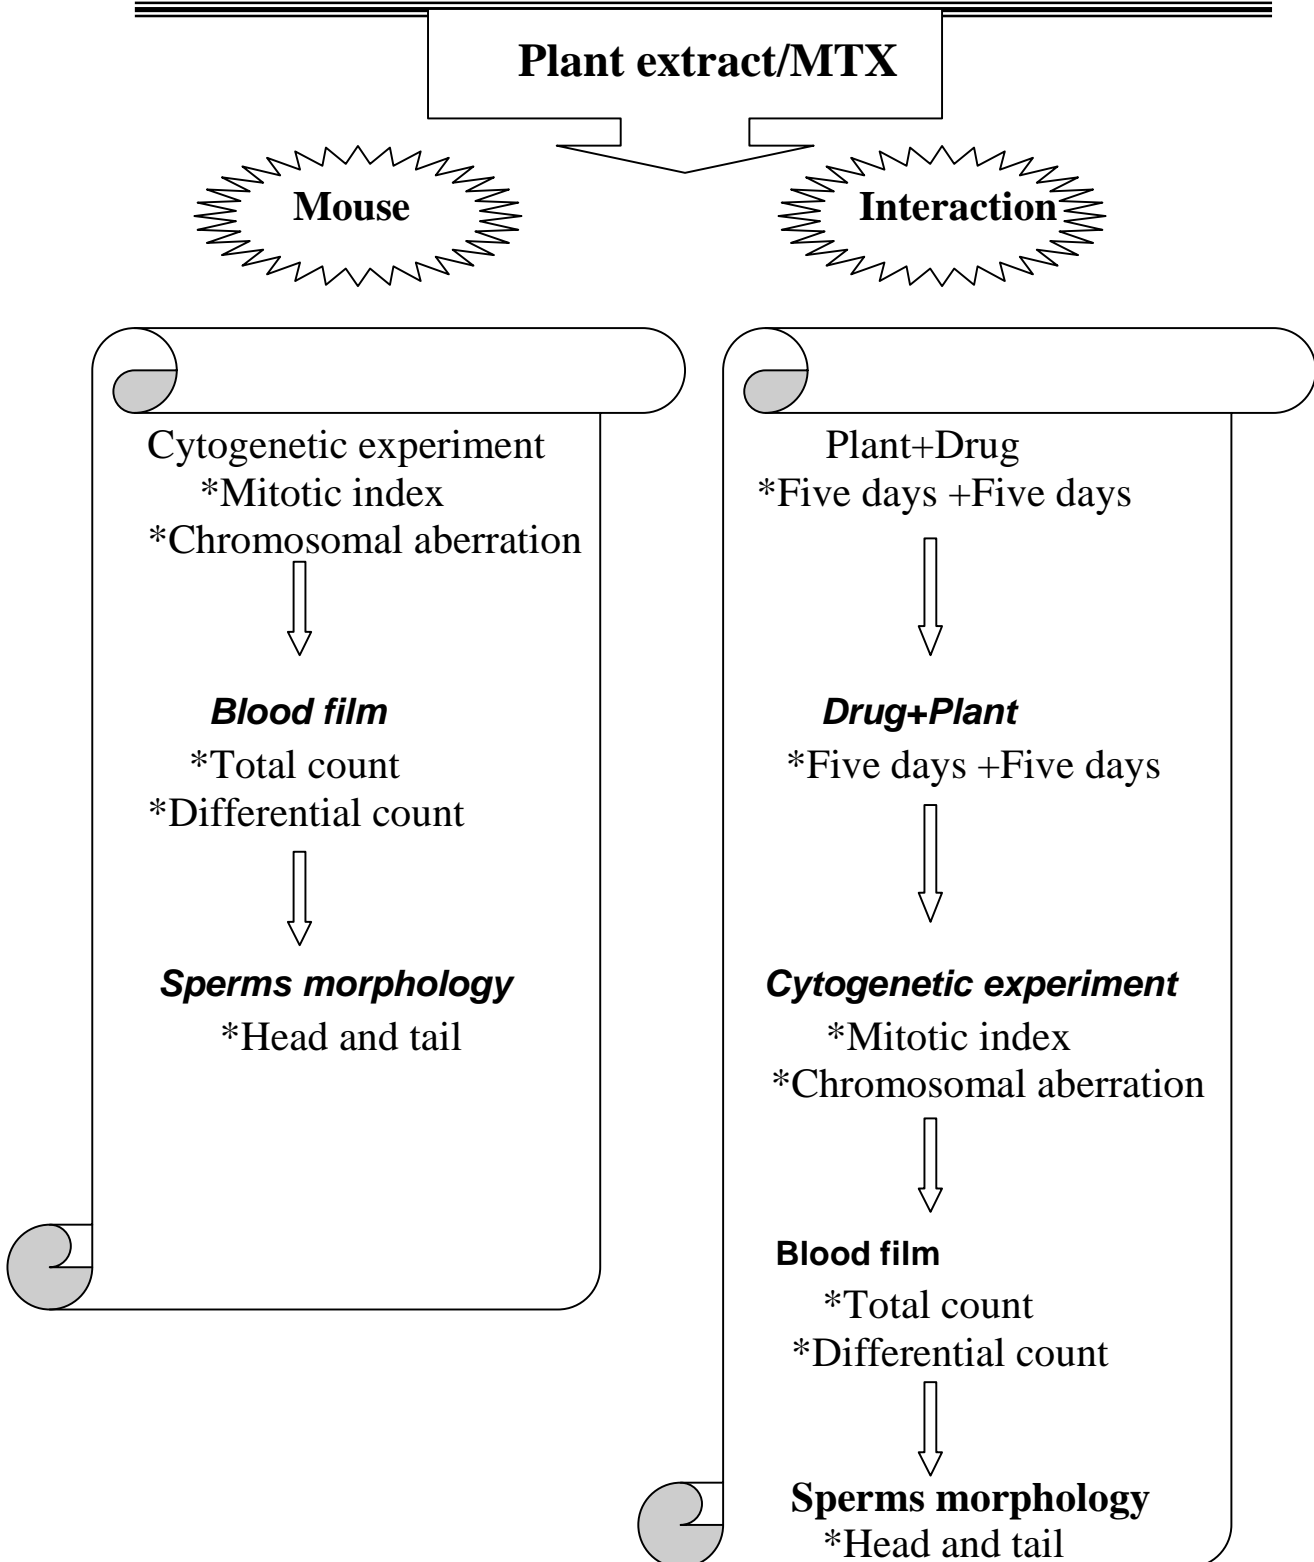 Plant extract/MTX
Mouse
Cytogenetic experiment
*Mitotic index
*Chromosomal aberration
Blood film
*Total count
*Differential count
Sperms morphology
*Head and tail
Interaction
Plant+Drug
*Five days +Five days
Drug+Plant
*Five days +Five days
Cytogenetic experiment
*Mitotic index
*Chromosomal aberration
Blood film
*Total count
*Differential count
Sperms morphology
*Head and tail